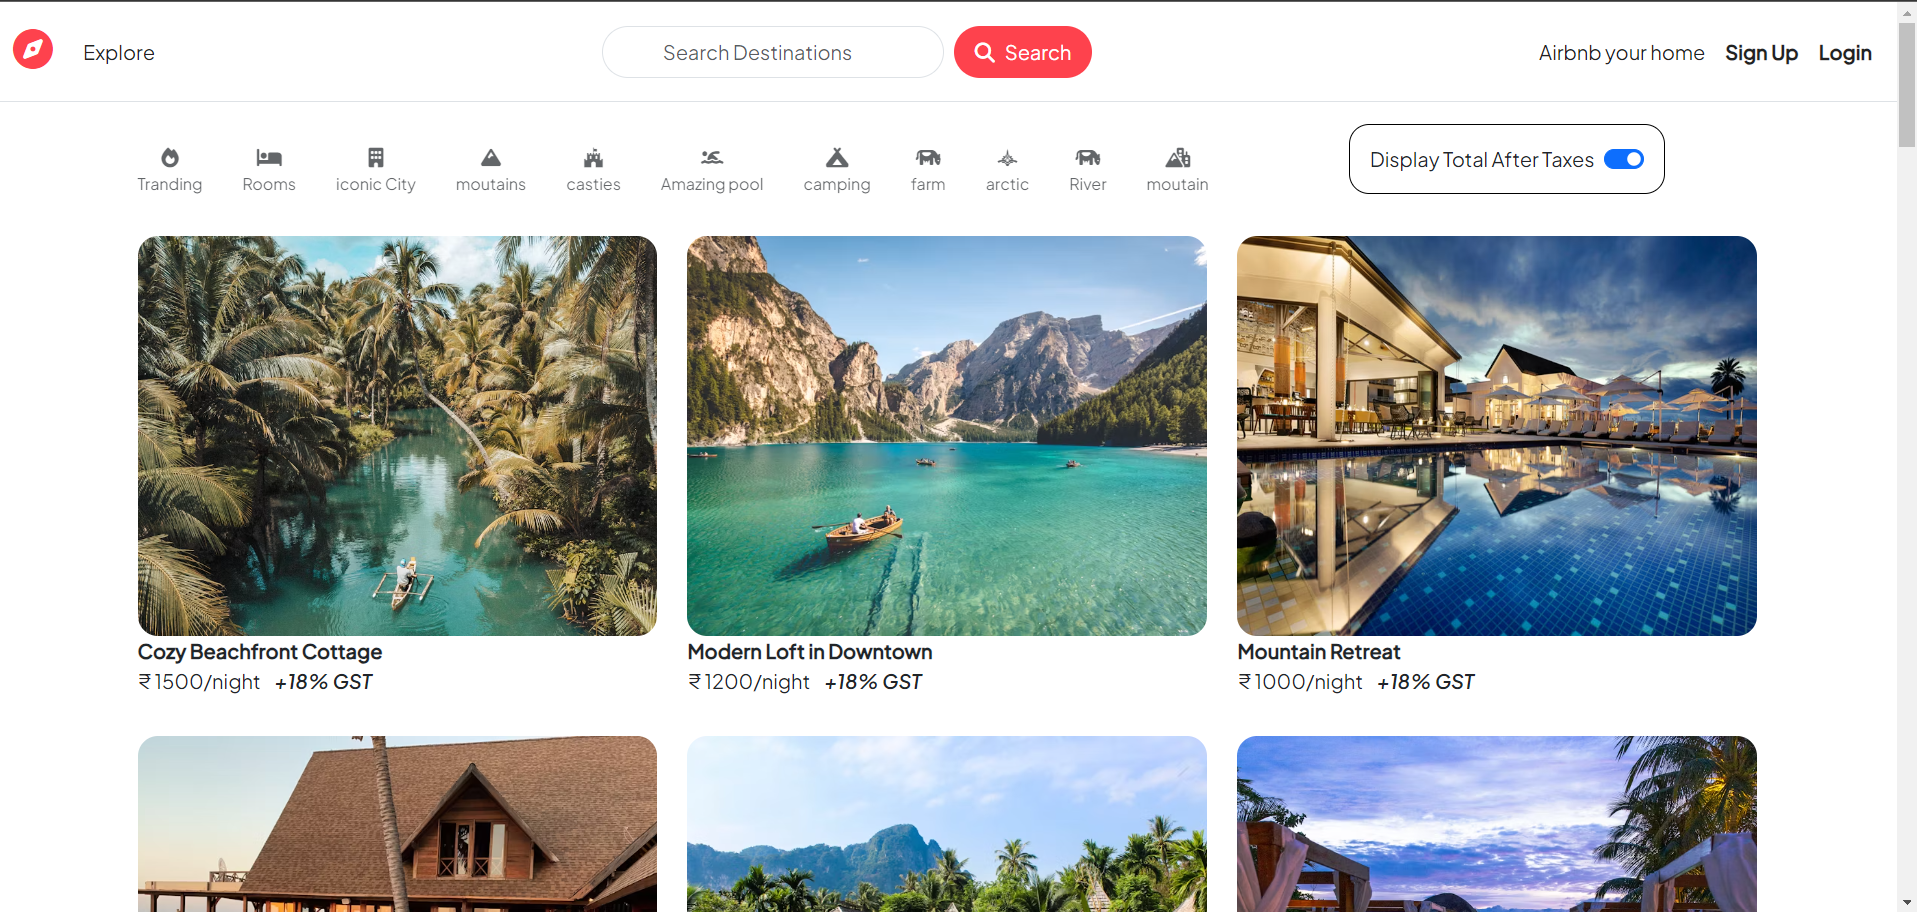 Explore
Search Destinations
Search
Airbnb your home Sign Up Login
Tranding Rooms iconic City moutains casties Amazing pool camping farm arctic River moutain
Display Total After Taxes
Cozy Beachfront Cottage
₹1500/night +18% GST
Modern Loft in Downtown
₹1200/night +18% GST
Mountain Retreat
₹1000/night +18% GST